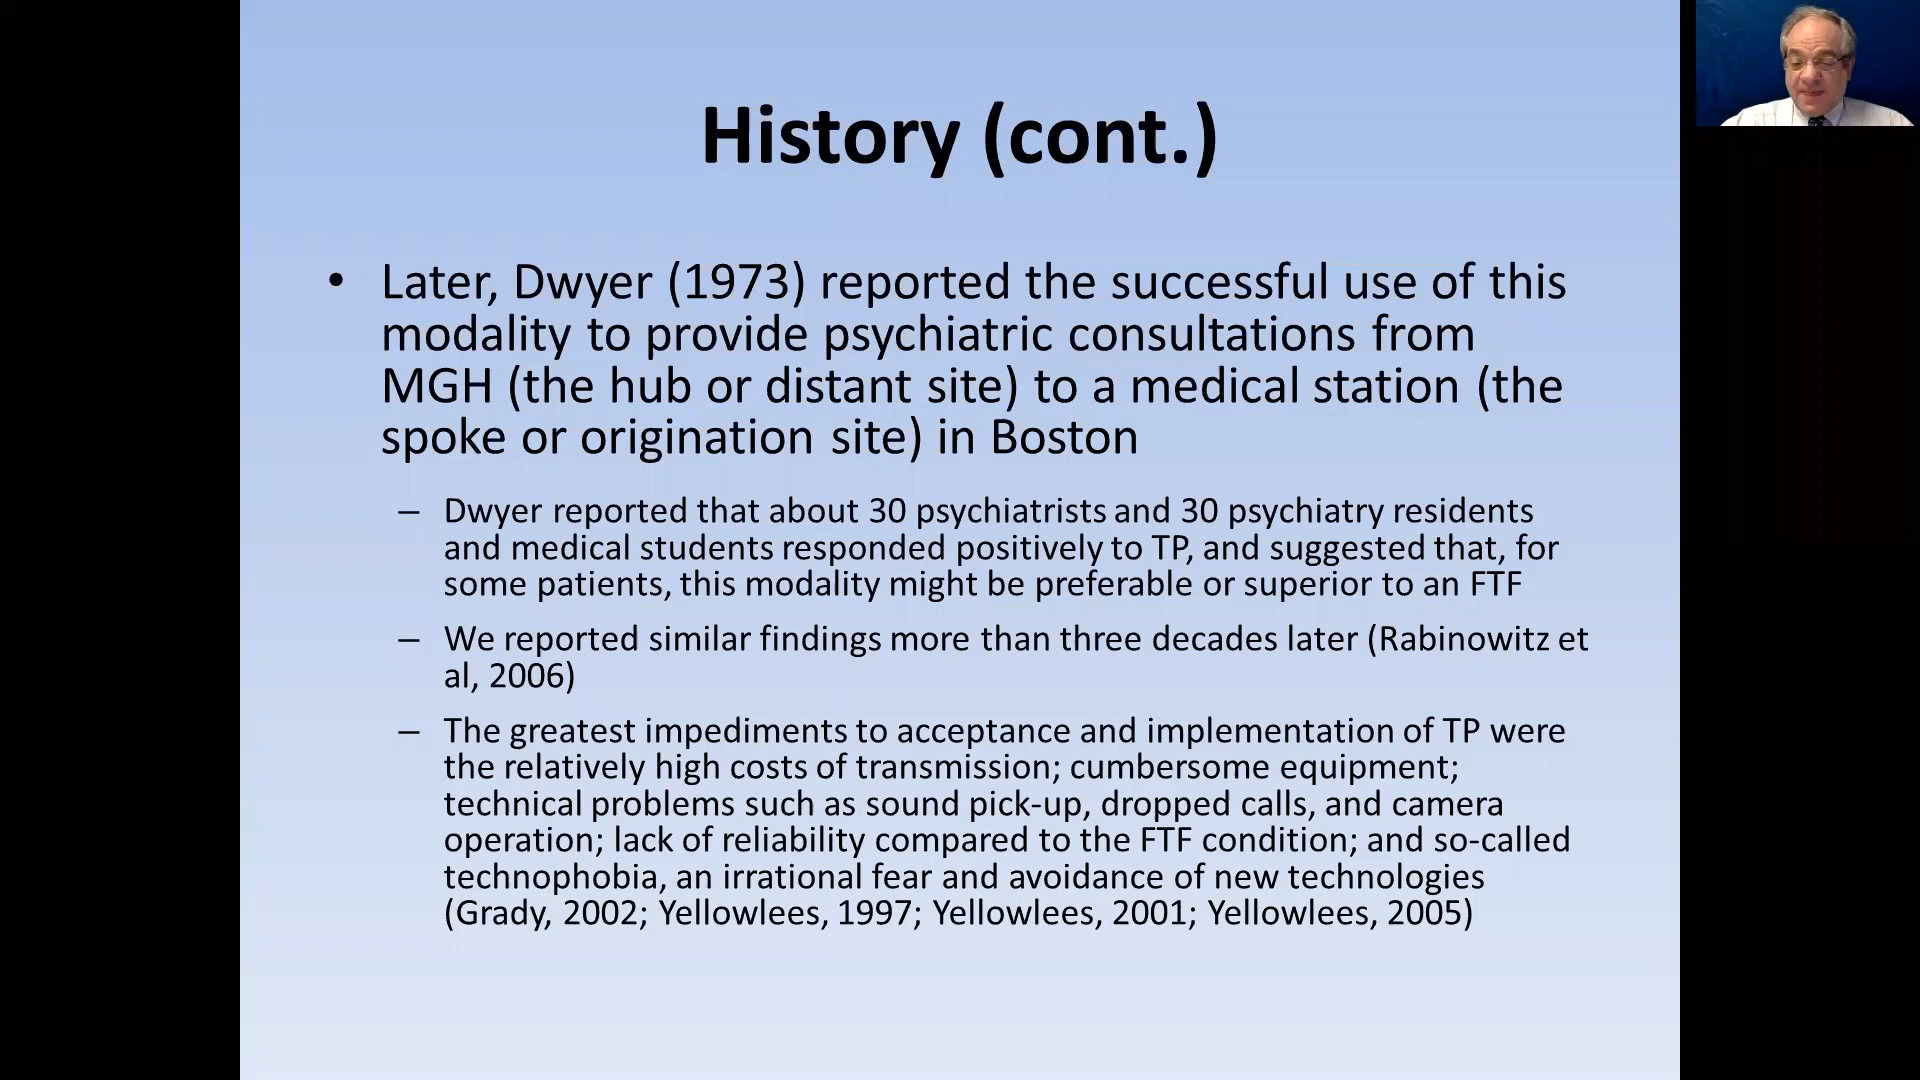 History (cont.)
• Later, Dwyer (1973) reported the successful use of this
modality to provide psychiatric consultations from
MGH (the hub or distant site) to a medical station (the
spoke or origination site) in Boston
– Dwyer reported that about 30 psychiatrists and 30 psychiatry residents
and medical students responded positively to TP, and suggested that, for
some patients, this modality might be preferable or superior to an FTF
– We reported similar findings more than three decades later (Rabinowitz et
al, 2006)
– The greatest impediments to acceptance and implementation of TP were
the relatively high costs of transmission; cumbersome equipment;
technical problems such as sound pick-up, dropped calls, and camera
operation; lack of reliability compared to the FTF condition; and so-called
technophobia, an irrational fear and avoidance of new technologies
(Grady, 2002; Yellowlees, 1997; Yellowlees, 2001; Yellowlees, 2005)